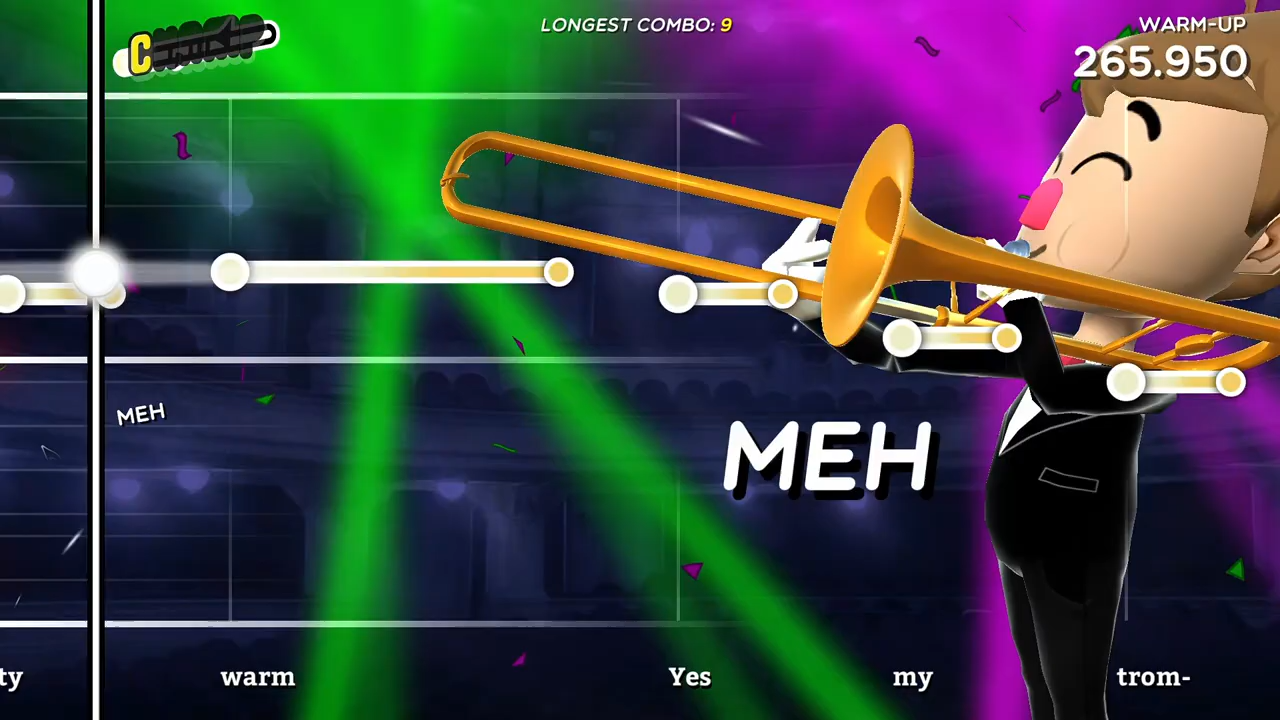 C
LONGEST COMBO: 9
WARM-UP
265.950
MEH
MEH
ty warm Yes my trom-